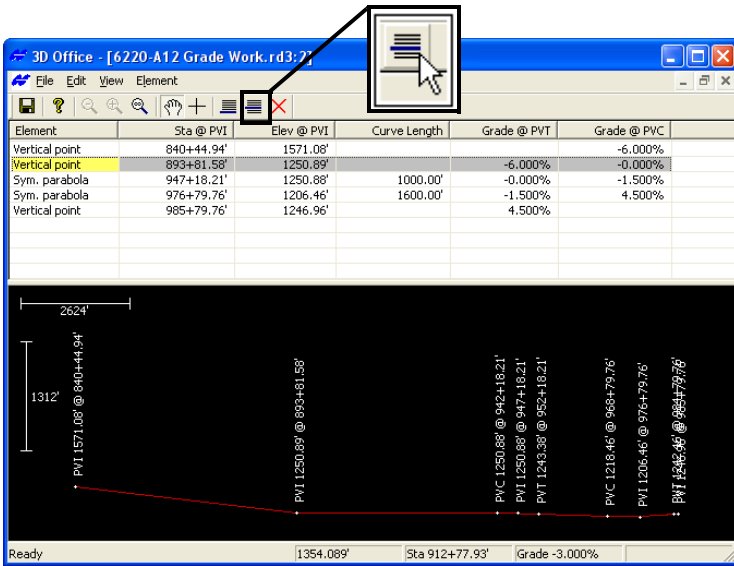 3D Office - [6220-A12 Grade Work.rd3:2]
File Edit View Element
Element Sta @ PVI Elev @ PVI Curve Length Grade @ PVT Grade @ PVC
Vertical point 840+44.94' 1571.08' -6.000%
Vertical point 893+81.58' 1250.89' -6.000% -0.000%
Sym. parabola 947+18.21' 1250.88' 1000.00' -0.000% -1.500%
Sym. parabola 976+79.76' 1206.46' 1600.00' -1.500% 4.500%
Vertical point 985+79.76' 1246.96' 4.500%
2624'
1312'
PVI 1571.08' @ 840+44.94'
PVI 1250.89' @ 893+81.58'
PVC 1250.88' @ 942+18.21'
PVI 1250.88' @ 947+18.21'
PVT 1243.38' @ 952+18.21'
PVC 1218.46' @ 968+79.76'
PVI 1206.46' @ 976+79.76'
Ready 1354.089' Sta 912+77.93' Grade -3.000%